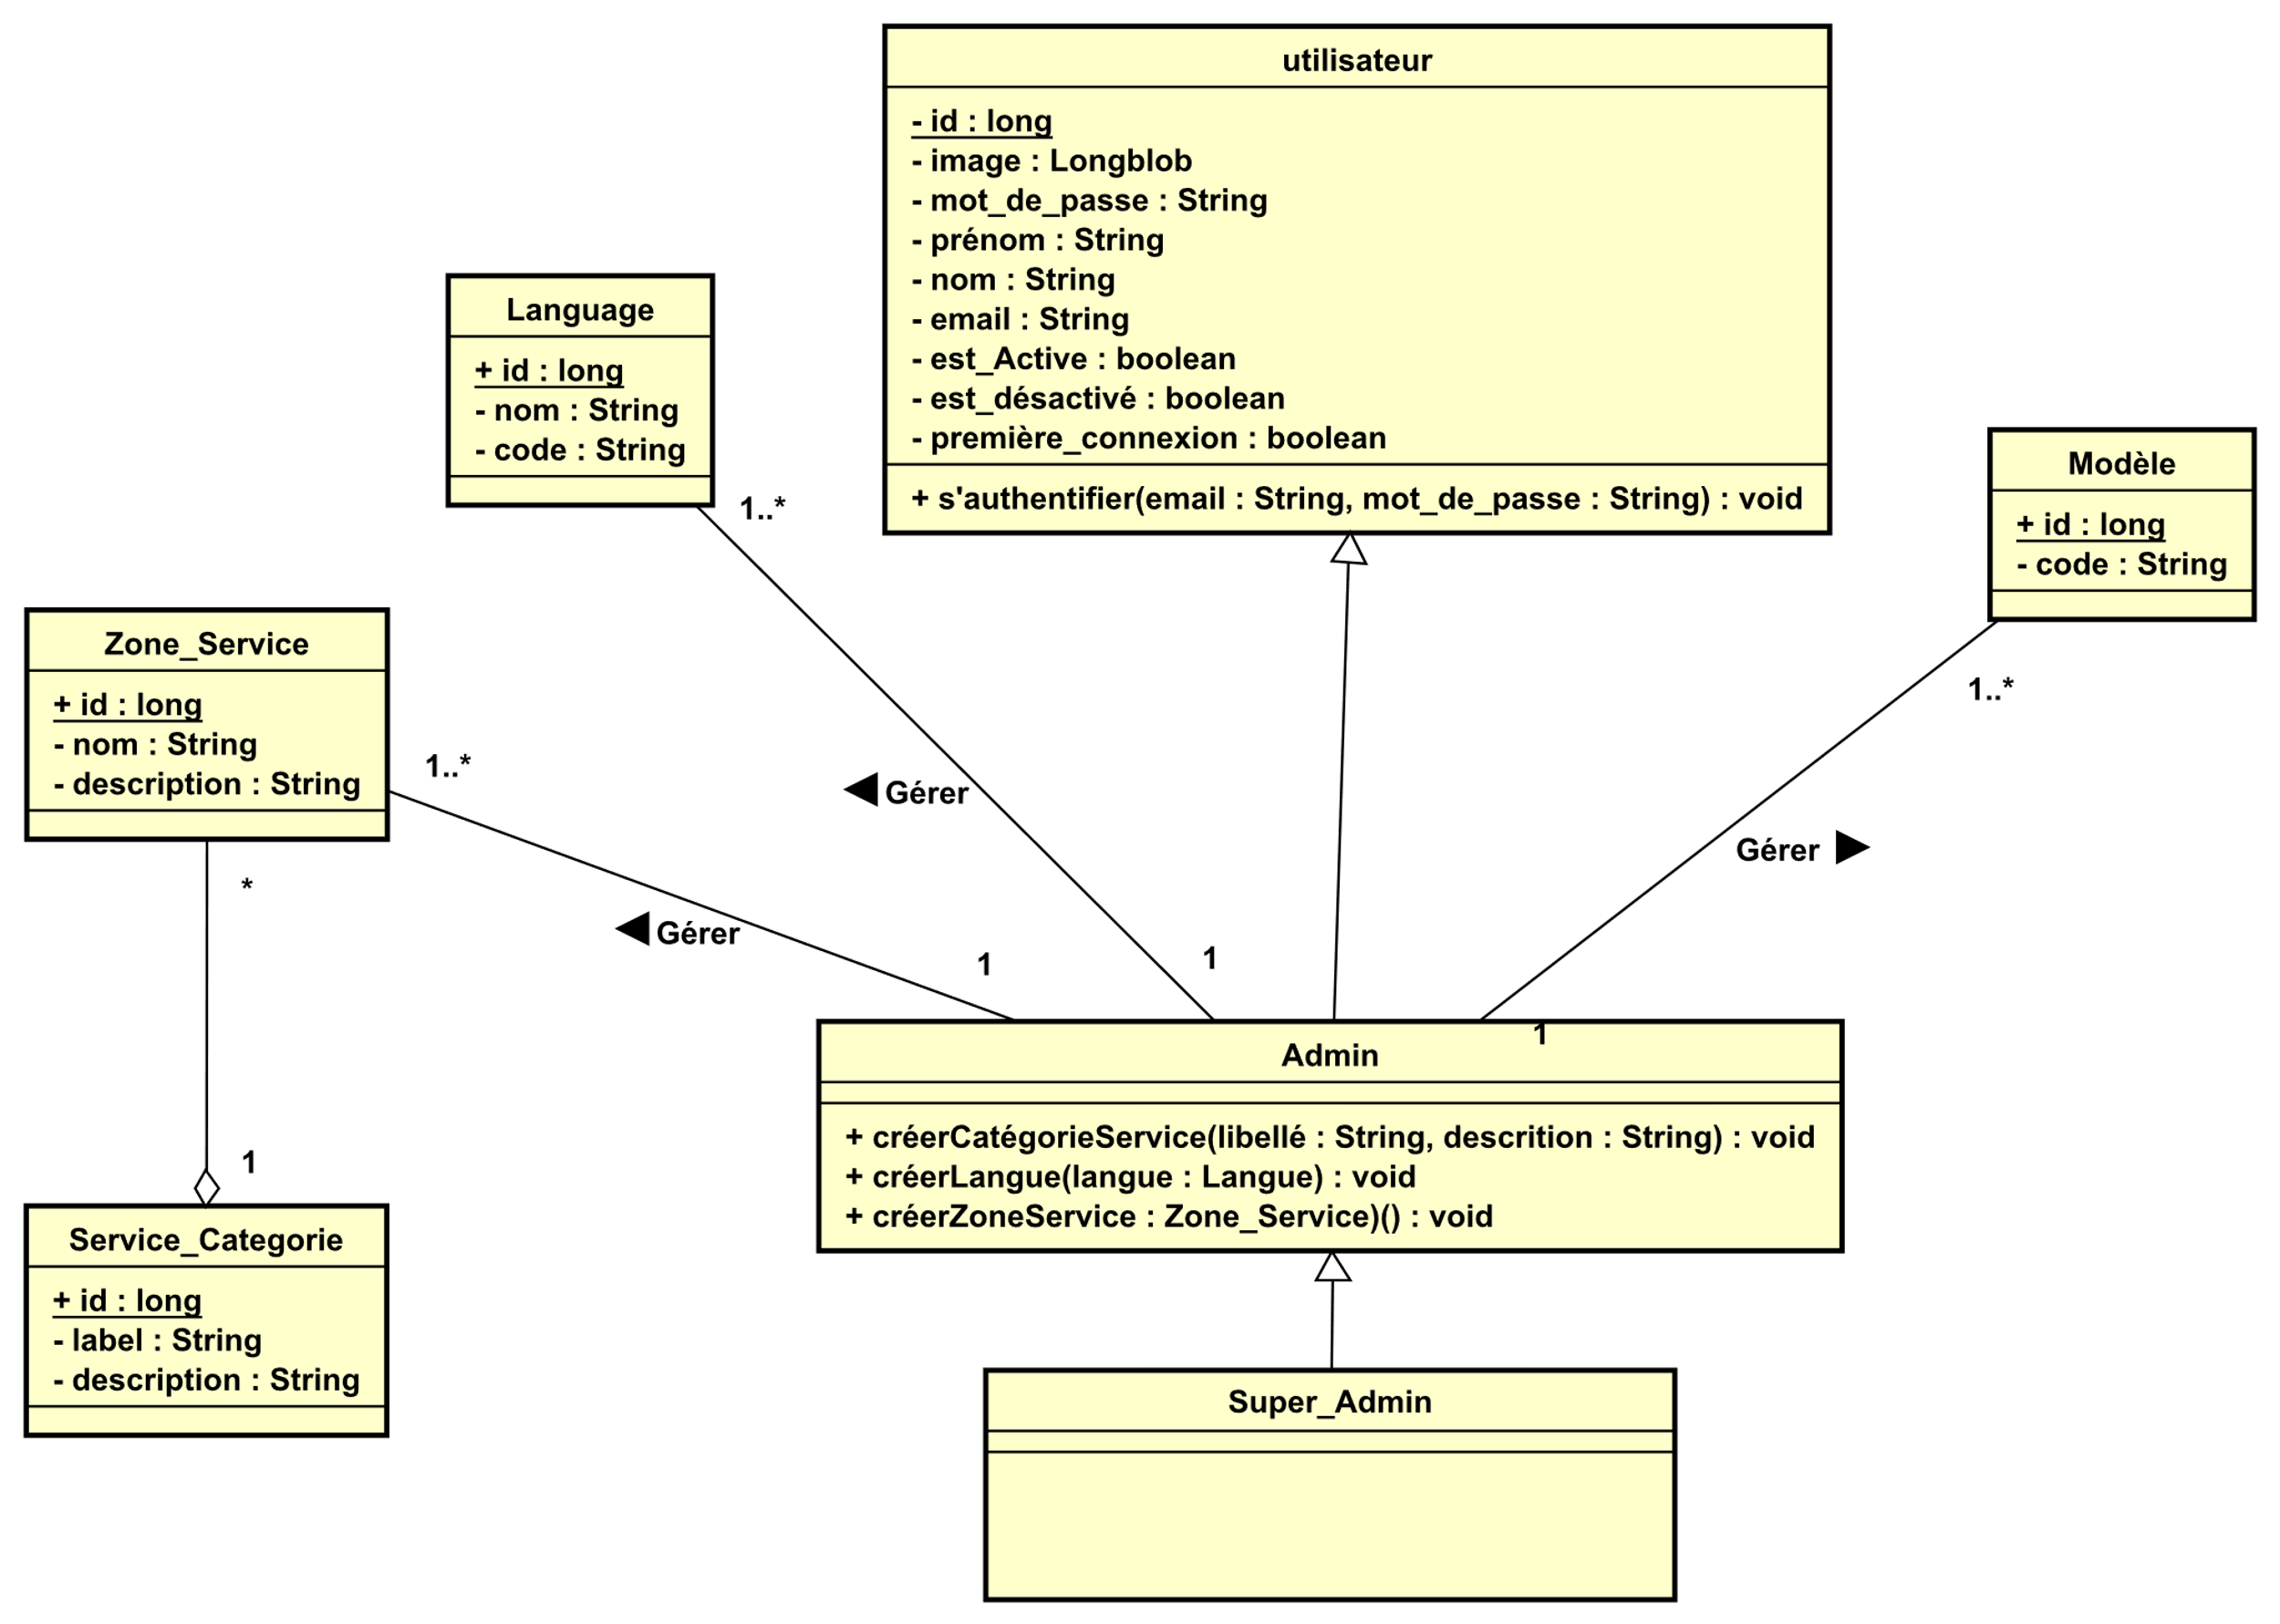 utilisateur
- id : long
- image : Longblob
- mot_de_passe : String
- prénom : String
- nom : String
- email : String
- est_Active : boolean
- est_désactivé : boolean
- première_connexion : boolean
+ s'authentifier(email : String, mot_de_passe : String) : void
Language
+ id : long
- nom : String
- code : String
1..*
Modèle
+ id : long
- code : String
1..*
Zone_Service
+ id : long
- nom : String
- description : String
1..*
*
Gérer
Gérer
Gérer
1
1
1
Admin
+ créerCatégorieService(libellé : String, descrition : String) : void
+ créerLangue(langue : Langue) : void
+ créerZoneService : Zone_Service)() : void
1
Service_Categorie
+ id : long
- label : String
- description : String
Super_Admin